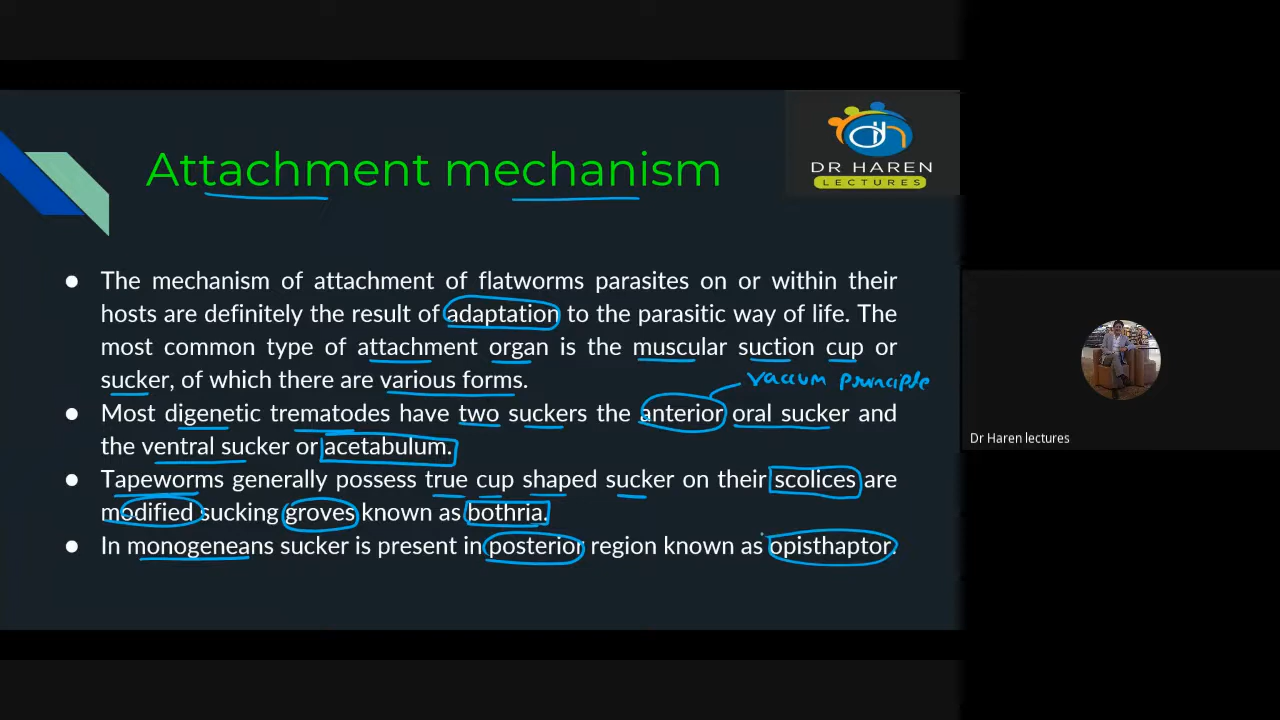 DR HAREN
LECTURES
Attachment mechanism
● The mechanism of attachment of flatworms parasites on or within their
hosts are definitely the result of adaptation to the parasitic way of life. The
most common type of attachment organ is the muscular suction cup or
sucker, of which there are various forms.
vaccum principle
● Most digenetic trematodes have two suckers the anterior oral sucker and
the ventral sucker or acetabulum.
● Tapeworms generally possess true cup shaped sucker on their scolices are
modified sucking groves known as bothria.
● In monogeneans sucker is present in posterior region known as opisthaptor.
Dr Haren lectures